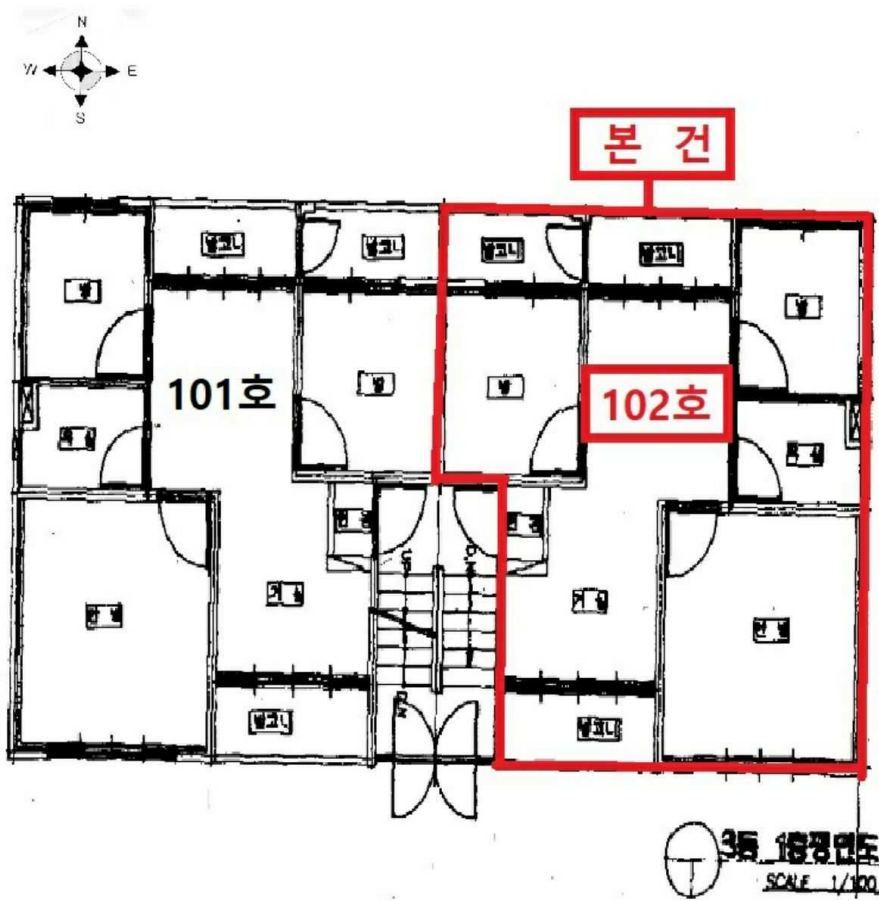 N
W E
S
본 건
발코니 발코니 발코니 발코니
방 방
101호 방 방 102호
욕실 욕실
현관 현관
UP D.N
안방 거실 거실 안방
발코니 발코니
D.N
3동 1층평면도
SCALE 1/100